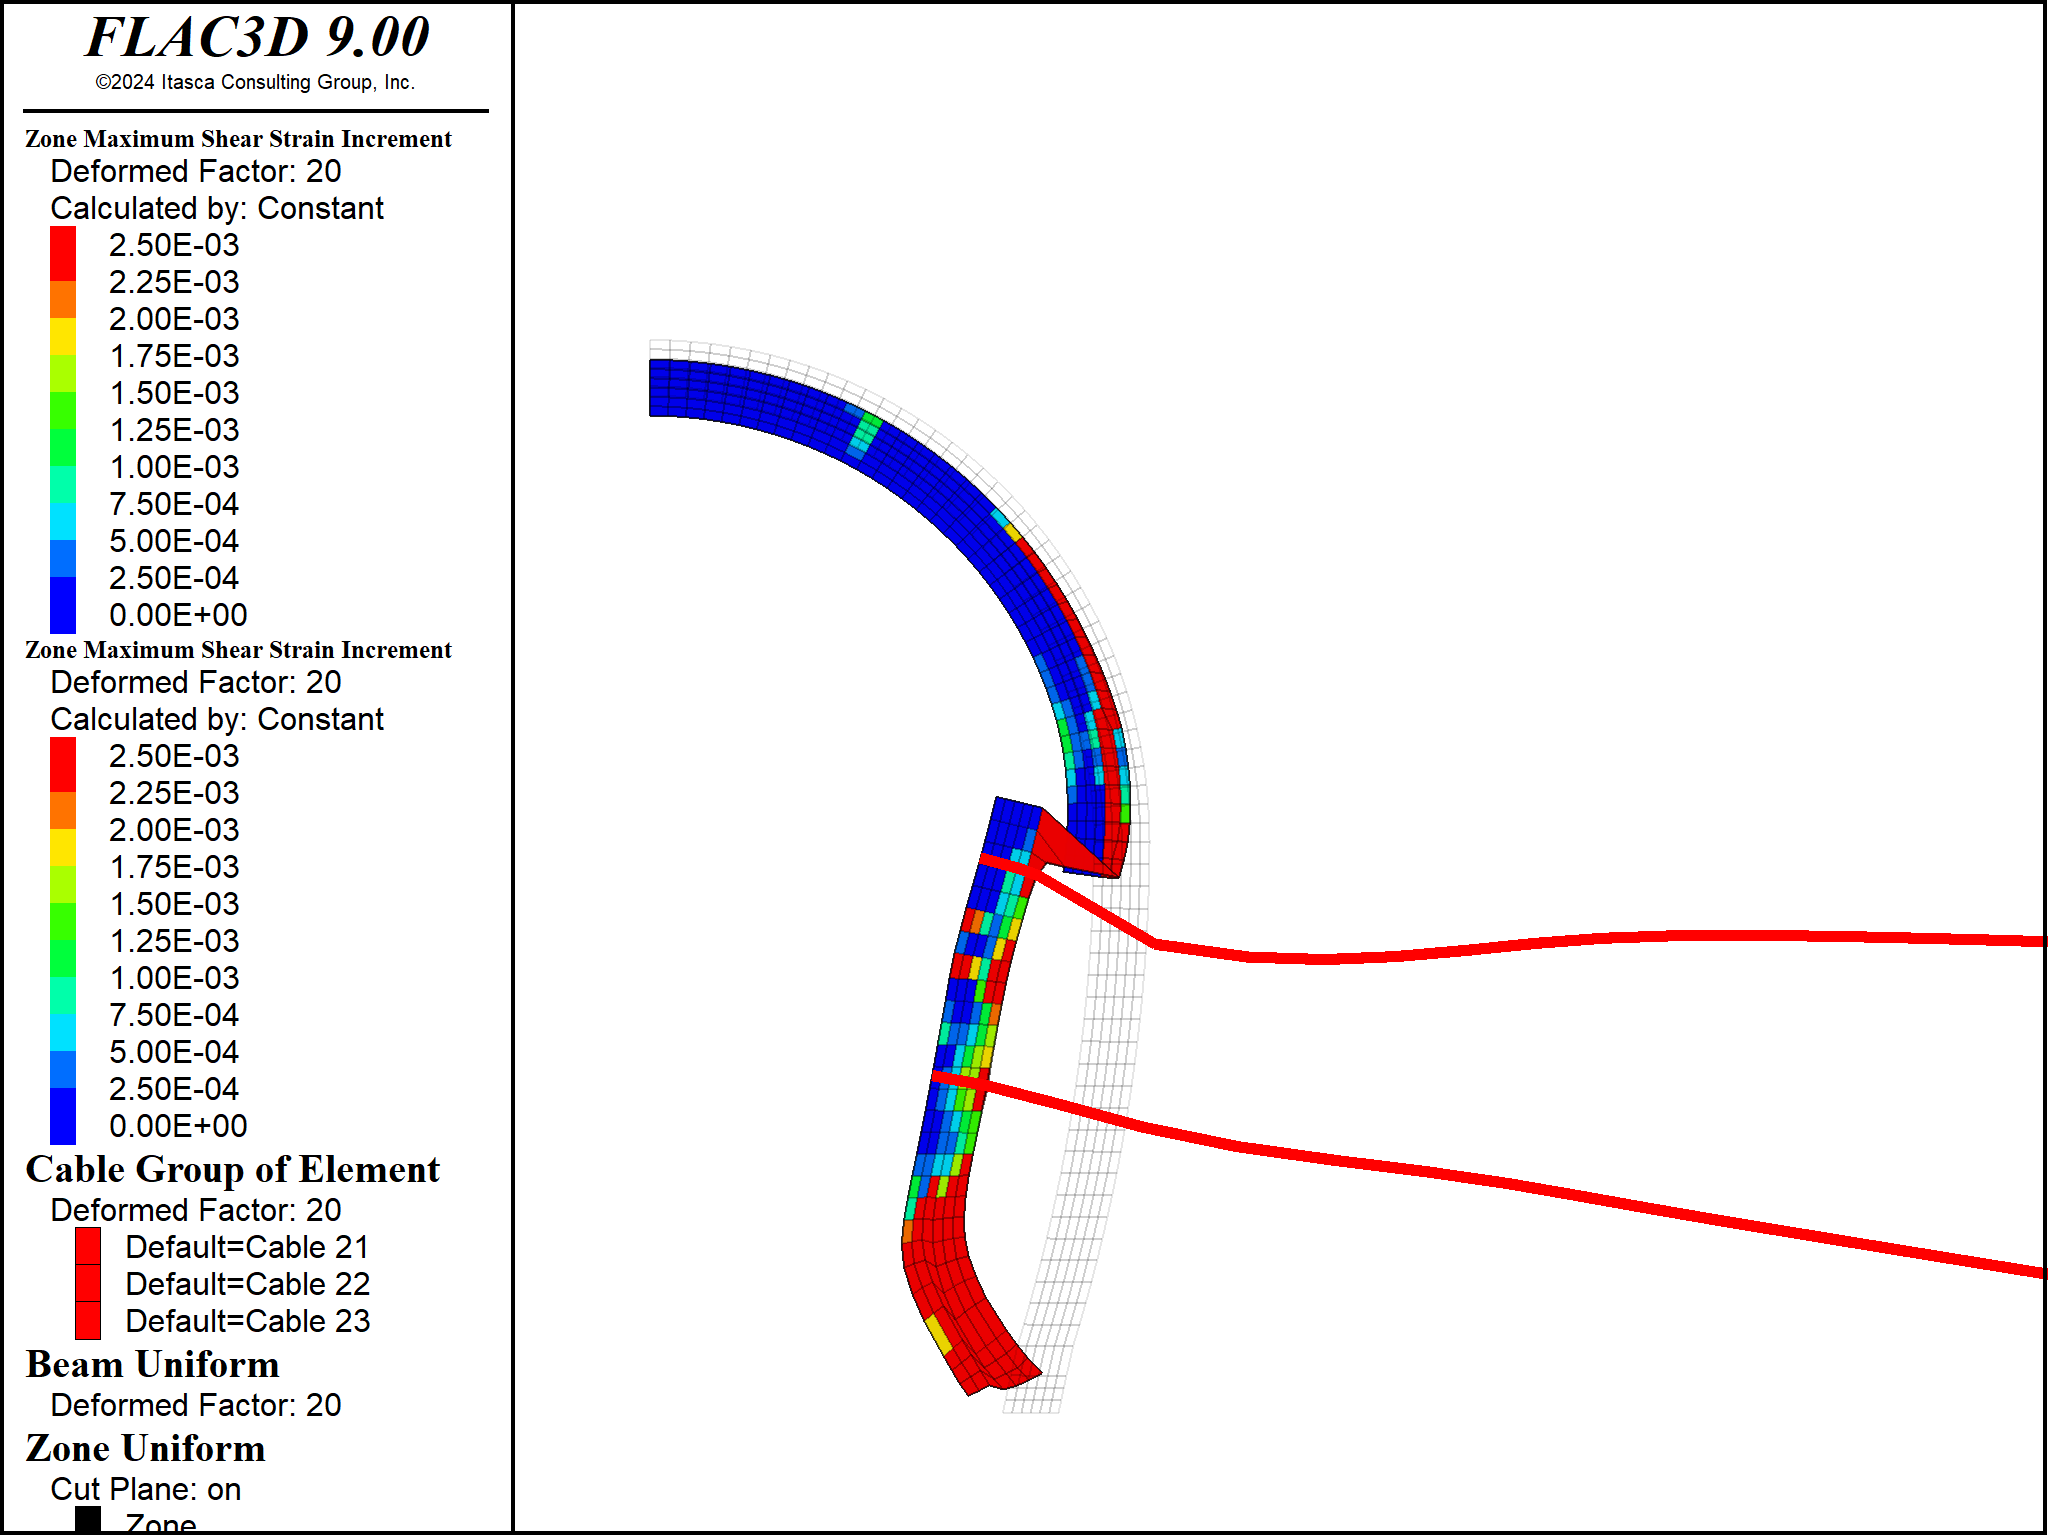 FLAC3D 9.00
©2024 Itasca Consulting Group, Inc.
Zone Maximum Shear Strain Increment
Deformed Factor: 20
Calculated by: Constant
2.50E-03
2.25E-03
2.00E-03
1.75E-03
1.50E-03
1.25E-03
1.00E-03
7.50E-04
5.00E-04
2.50E-04
0.00E+00
Zone Maximum Shear Strain Increment
Deformed Factor: 20
Calculated by: Constant
2.50E-03
2.25E-03
2.00E-03
1.75E-03
1.50E-03
1.25E-03
1.00E-03
7.50E-04
5.00E-04
2.50E-04
0.00E+00
Cable Group of Element
Deformed Factor: 20
Default=Cable 21
Default=Cable 22
Default=Cable 23
Beam Uniform
Deformed Factor: 20
Zone Uniform
Cut Plane: on
Zone